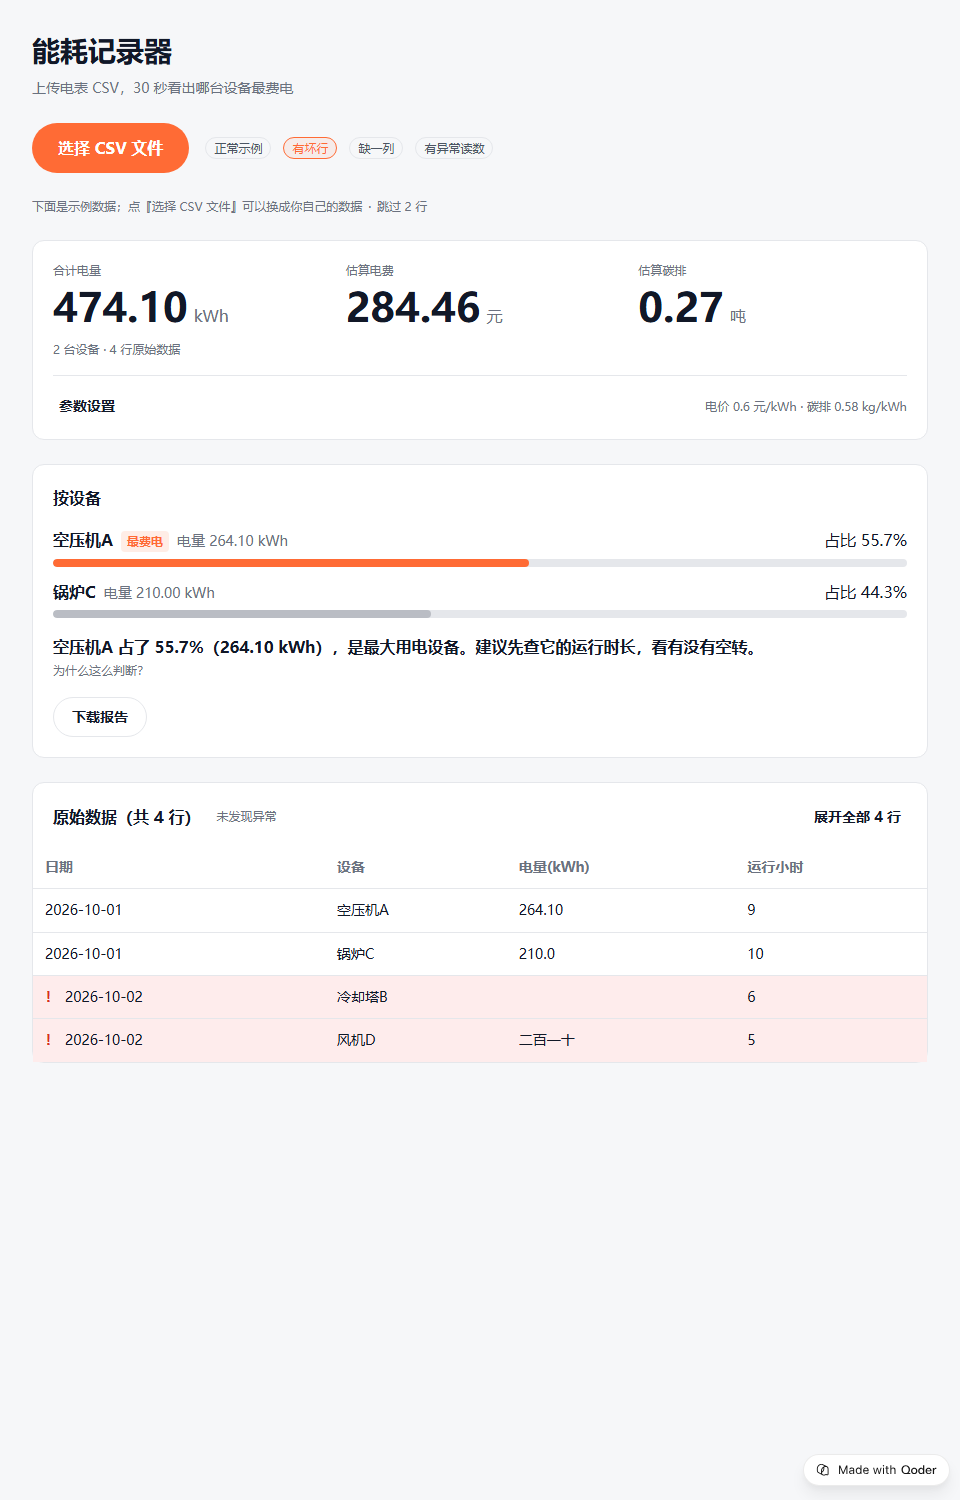 能耗记录器
上传电表 CSV，30 秒看出哪台设备最费电
选择 CSV 文件
正常示例
有坏行
缺一列
有异常读数
下面是示例数据；点『选择 CSV 文件』可以换成你自己的数据 · 跳过 2 行
合计电量
474.10 kWh
2 台设备 · 4 行原始数据
估算电费
284.46 元
估算碳排
0.27 吨
参数设置
电价 0.6 元/kWh · 碳排 0.58 kg/kWh
按设备
空压机A 最费电 电量 264.10 kWh 占比 55.7%
锅炉C 电量 210.00 kWh 占比 44.3%
空压机A 占了 55.7%（264.10 kWh），是最大用电设备。建议先查它的运行时长，看有没有空转。
为什么这么判断?
下载报告
原始数据（共 4 行） 未发现异常 展开全部 4 行
日期 设备 电量(kWh) 运行小时
2026-10-01 空压机A 264.10 9
2026-10-01 锅炉C 210.0 10
! 2026-10-02 冷却塔B 6
! 2026-10-02 风机D 二百一十 5
Made with Qoder